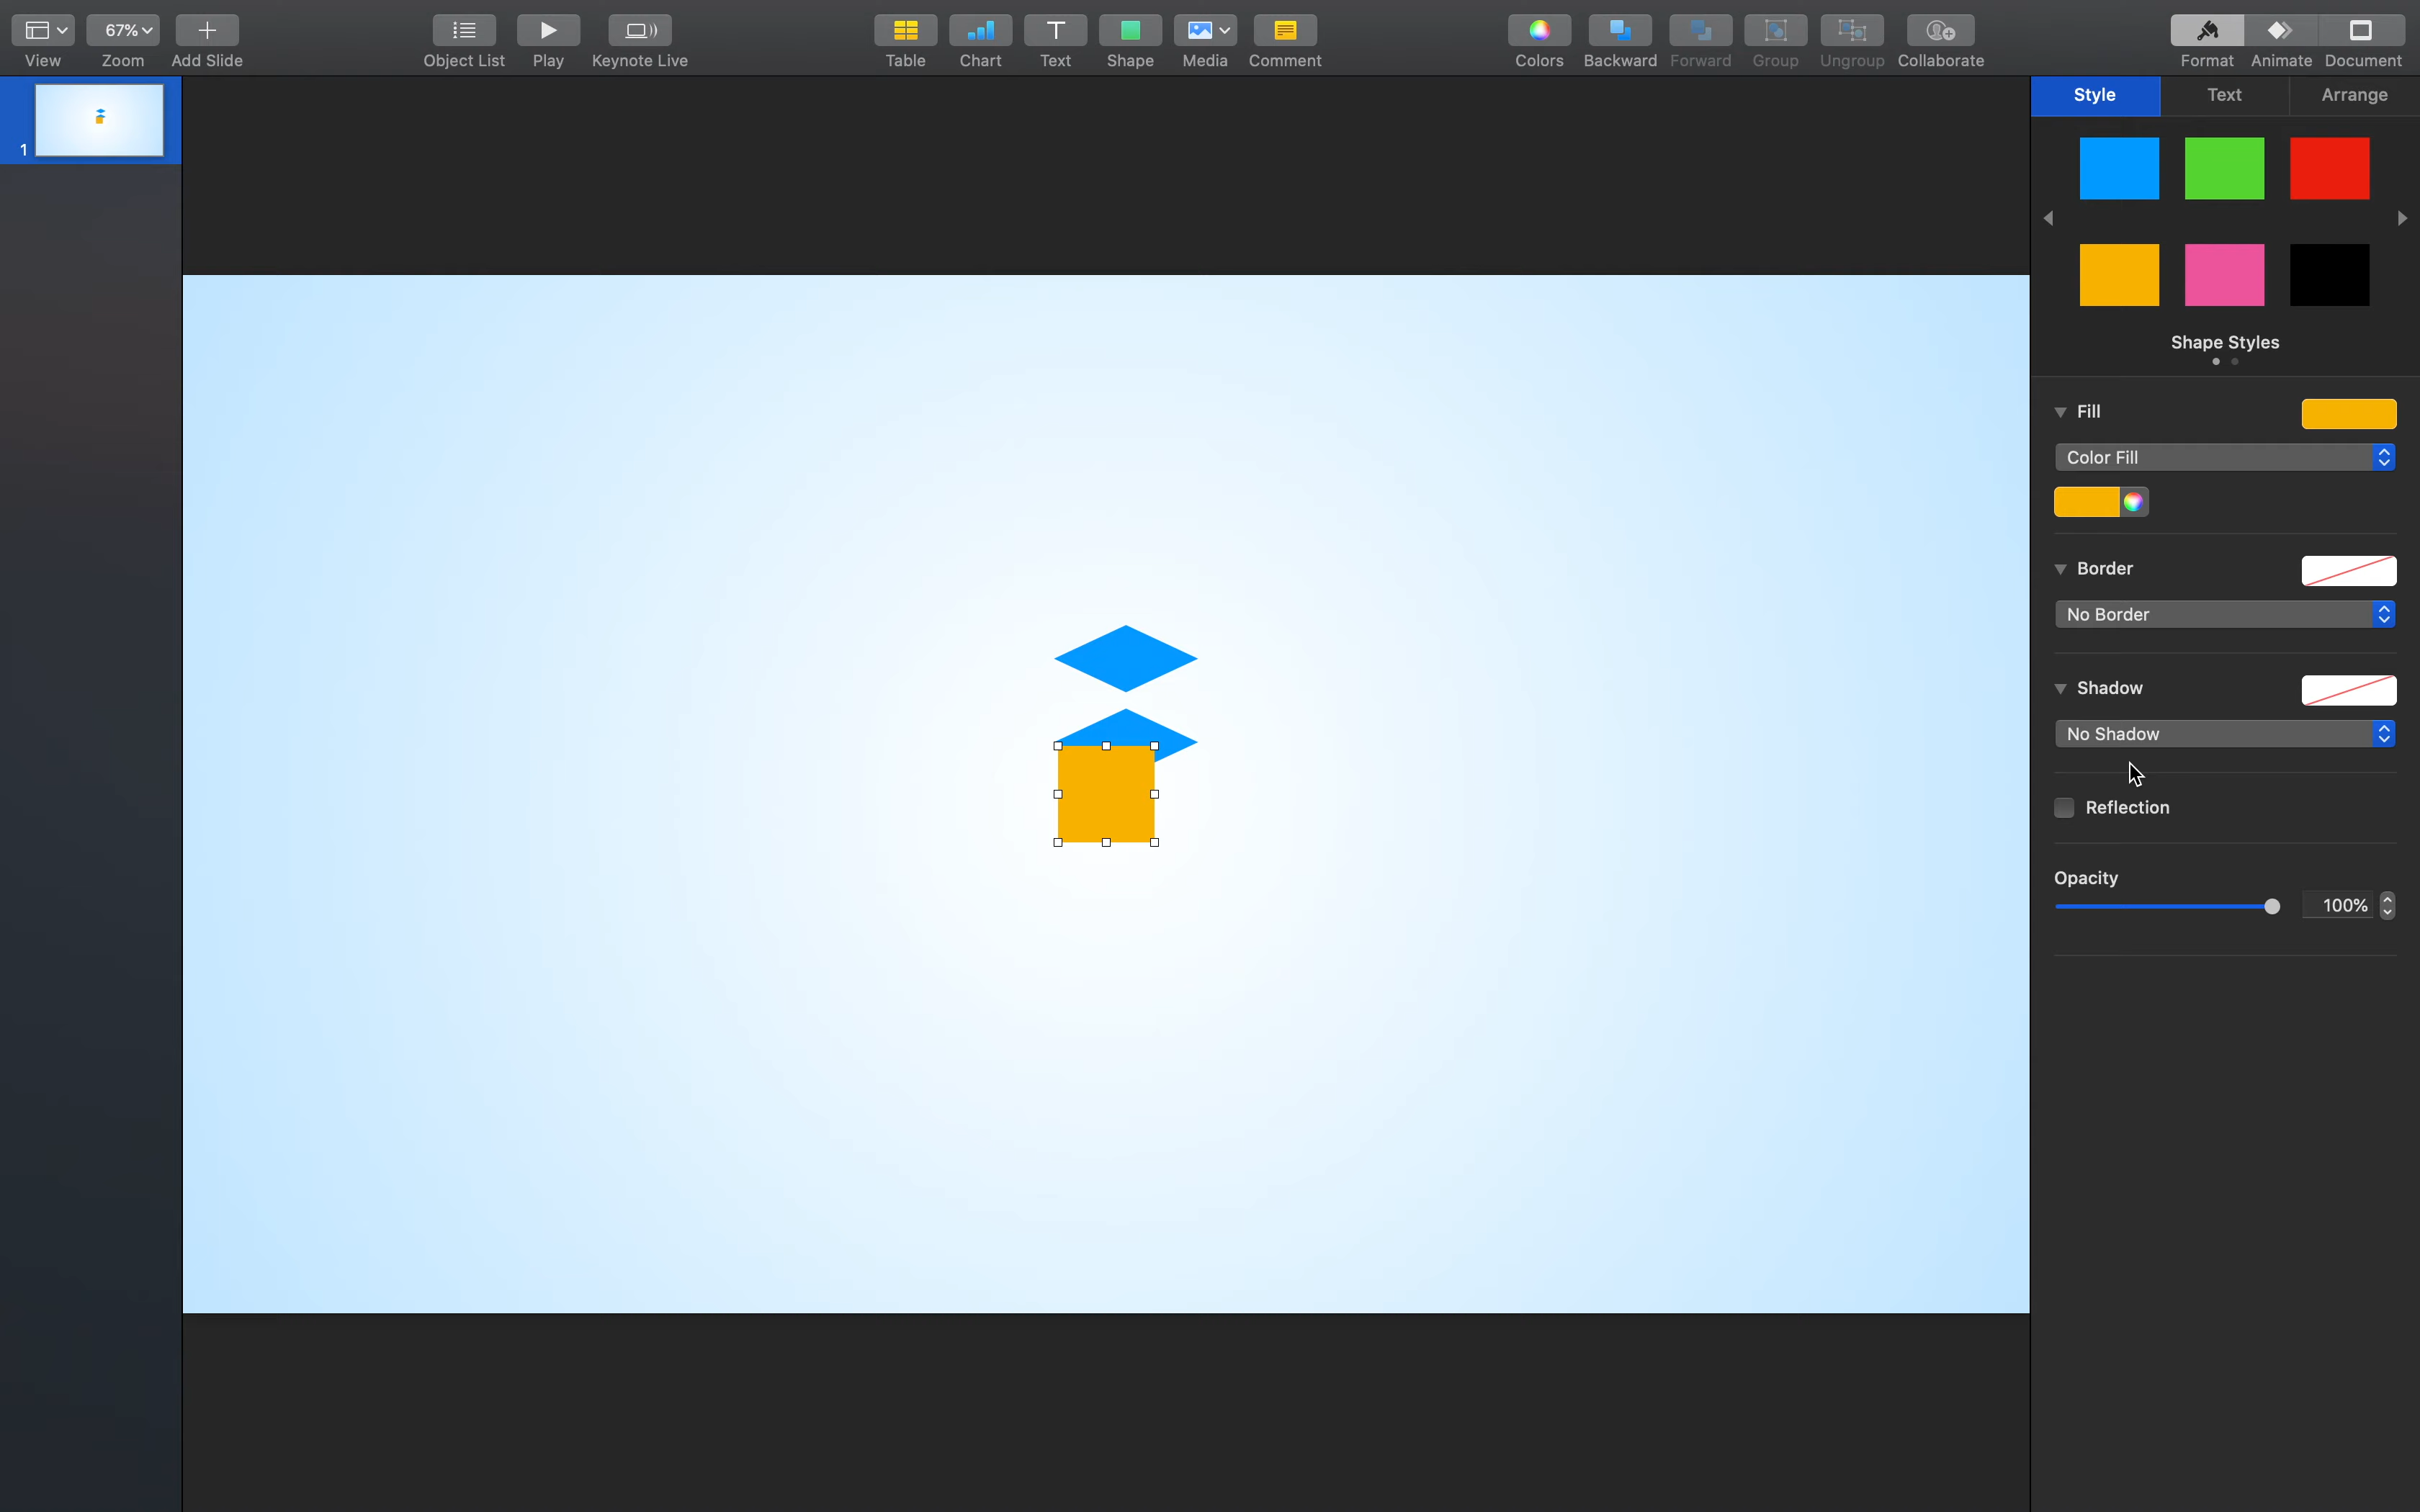 67%
View Zoom Add Slide Object List Play Keynote Live Table Chart Text Shape Media Comment Colors Backward Forward Group Ungroup Collaborate Format Animate Document
Style Text Arrange
1
Shape Styles
Fill
Color Fill
Border
No Border
Shadow
No Shadow
Reflection
Opacity
100%